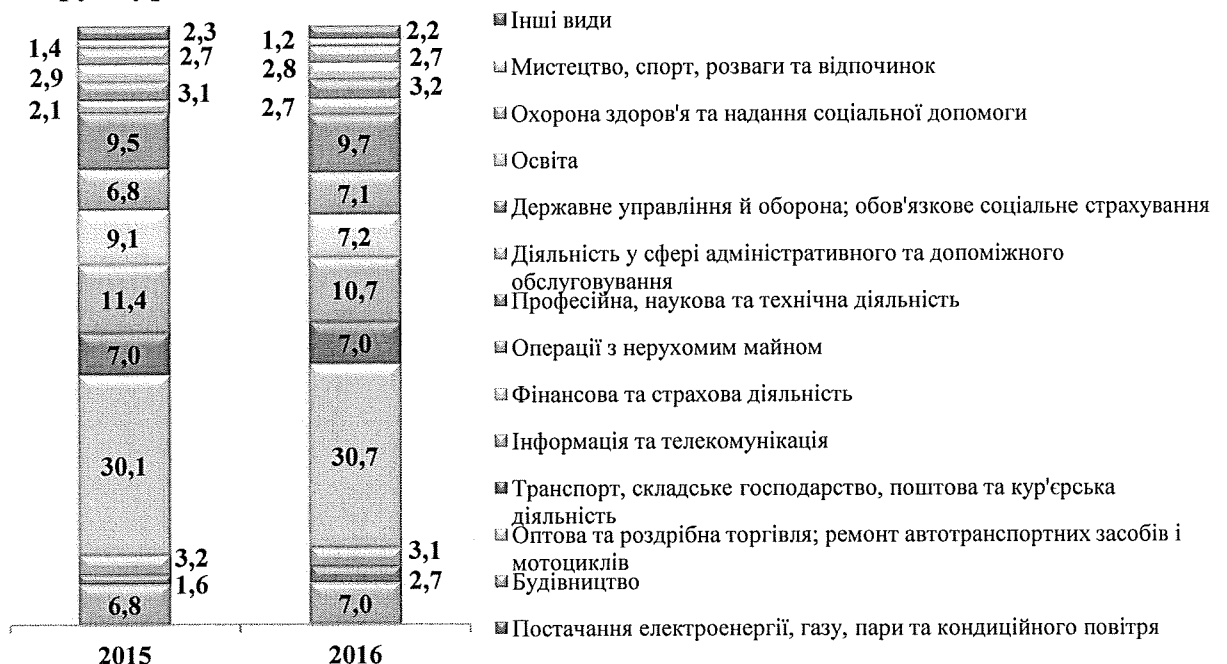 2,3
1,4
2,7
2,9
3,1
2,1
9,5
6,8
9,1
11,4
7,0
30,1
3,2
1,6
6,8
2015
2,2
1,2
2,7
2,8
3,2
2,7
9,7
7,1
7,2
10,7
7,0
30,7
3,1
2,7
7,0
2016
Інші види
Мистецтво, спорт, розваги та відпочинок
Охорона здоров'я та надання соціальної допомоги
Освіта
Державне управління й оборона; обов'язкове соціальне страхування
Діяльність у сфері адміністративного та допоміжного
обслуговування
Професійна, наукова та технічна діяльність
Операції з нерухомим майном
Фінансова та страхова діяльність
Інформація та телекомунікація
Транспорт, складське господарство, поштова та кур'єрська
діяльність
Оптова та роздрібна торгівля; ремонт автотранспортних засобів і
мотоциклів
Будівництво
Постачання електроенергії, газу, пари та кондиційного повітря